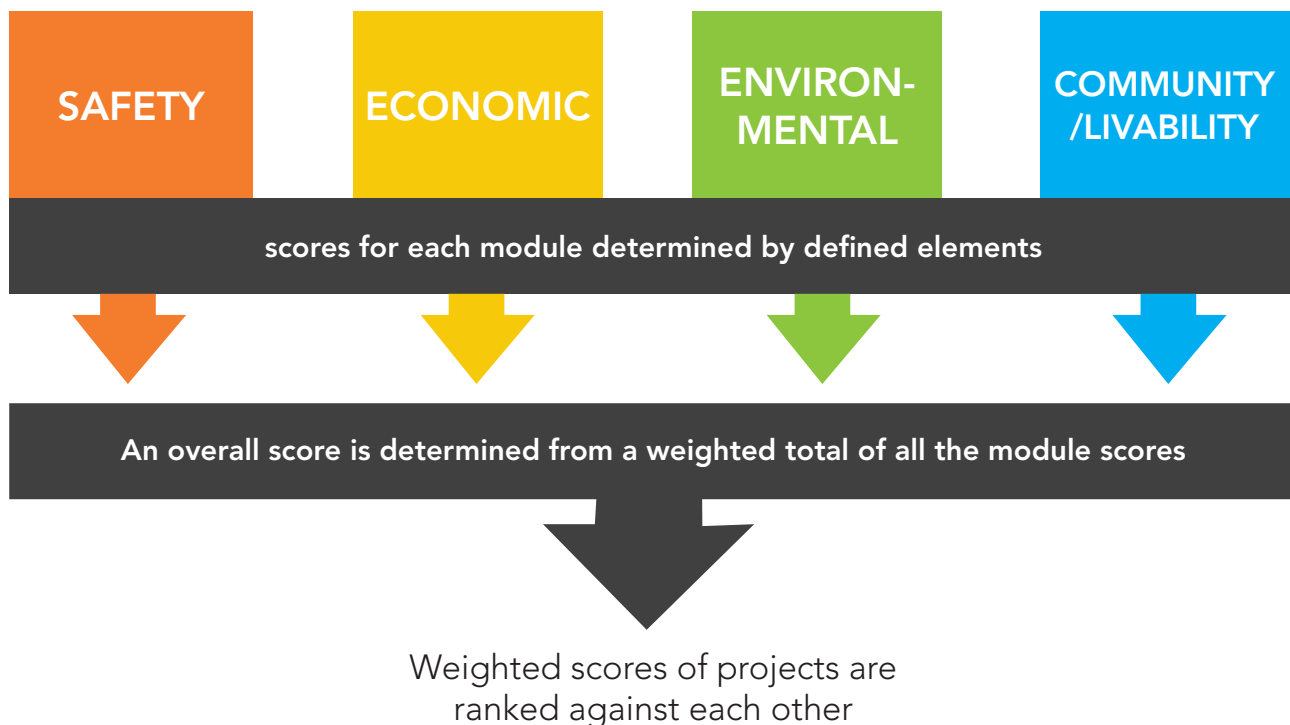 SAFETY
ECONOMIC
ENVIRON-
MENTAL
COMMUNITY
/LIVABILITY
scores for each module determined by defined elements
An overall score is determined from a weighted total of all the module scores
Weighted scores of projects are
ranked against each other